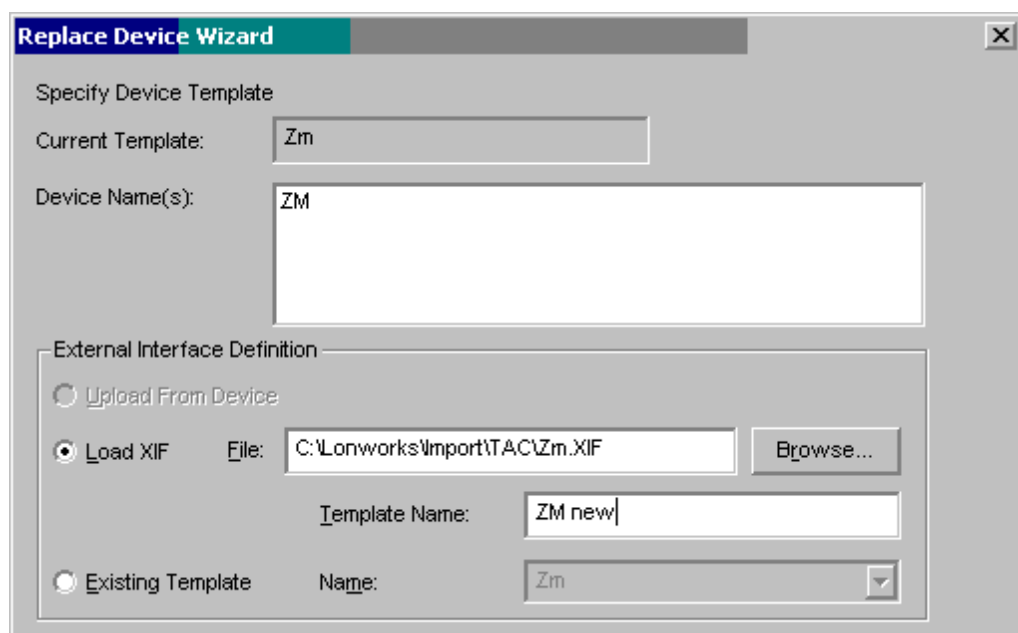 Replace Device Wizard
Specify Device Template
Current Template: Zm
Device Name(s): ZM
External Interface Definition
Upload From Device
Load XIF File: C:\Lonworks\Import\TAC\Zm.XIF Browse...
Template Name: ZM new
Existing Template Name: Zm